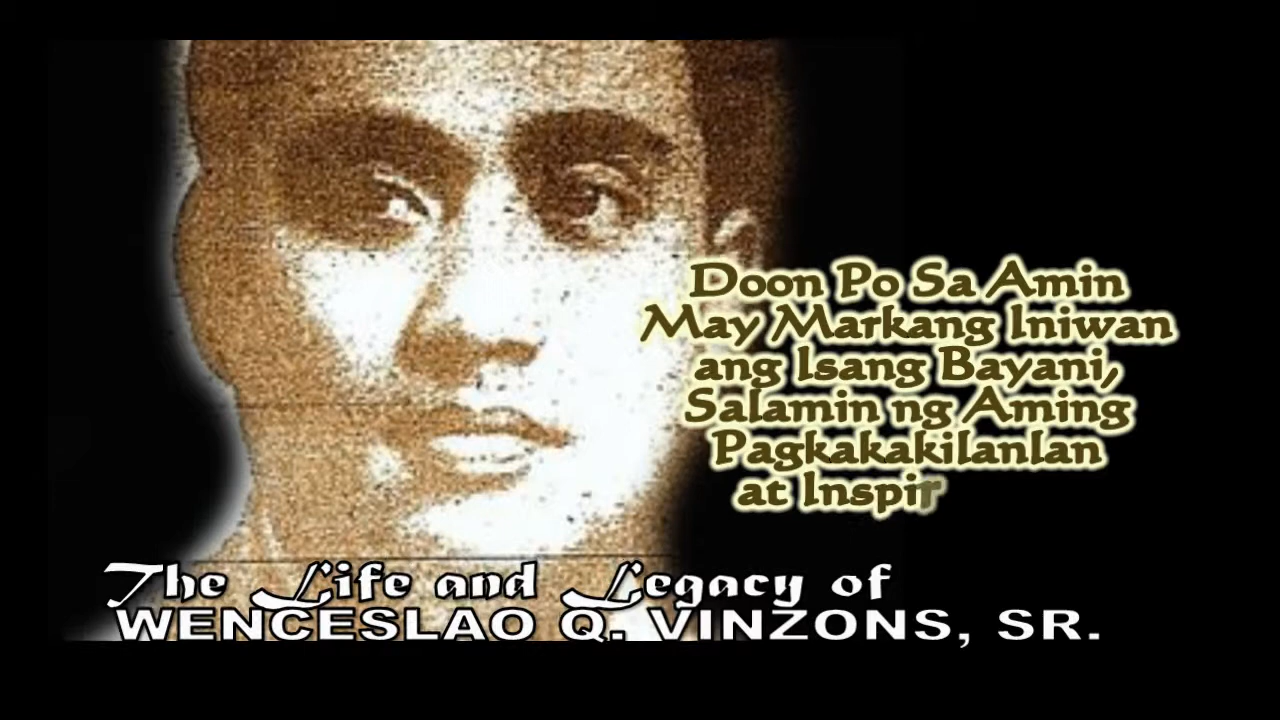 Doon Po Sa Amin
May Markang Iniwan
ang Isang Bayani,
Salamin ng Aming
Pagkakakilanlan
at Inspir
The Life and Legacy of
WENCESLAO Q. VINZONS, SR.